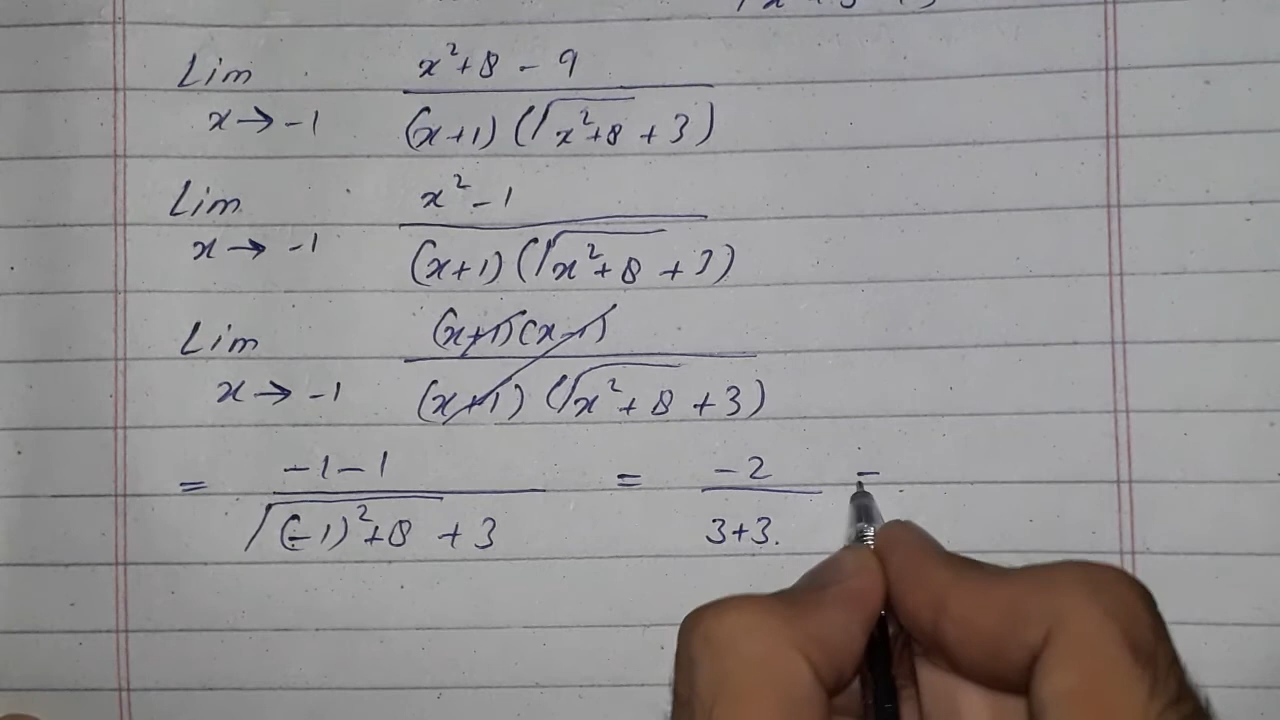 Lim x→-1 x²+8-9 / (x+1)(√x²+8 +3)
Lim x→-1 x²-1 / (x+1)(√x²+8 +3)
Lim x→-1 (x+1)(x-1) / (x+1)(√x²+8 +3)
= -1-1 / √(-1)²+8 +3 = -2 / 3+3.